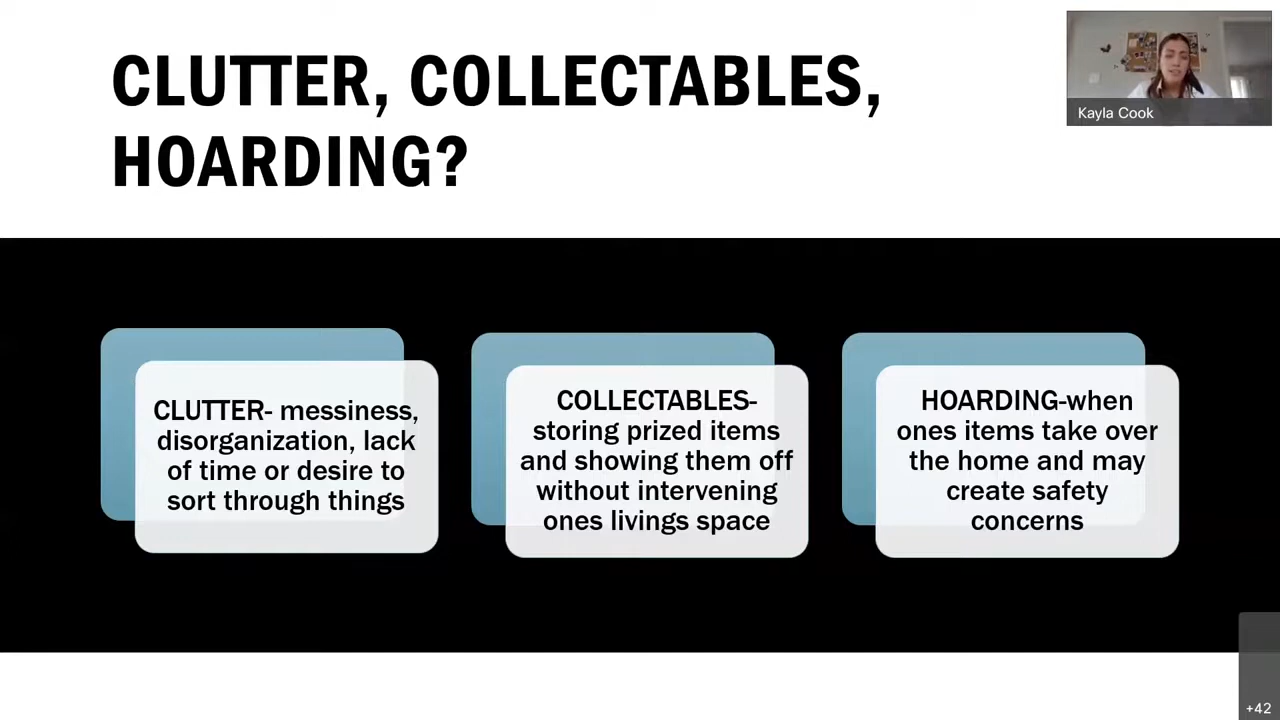 CLUTTER, COLLECTABLES,
HOARDING?
Kayla Cook
CLUTTER- messiness,
disorganization, lack
of time or desire to
sort through things
COLLECTABLES-
storing prized items
and showing them off
without intervening
ones livings space
HOARDING-when
ones items take over
the home and may
create safety
concerns
+42